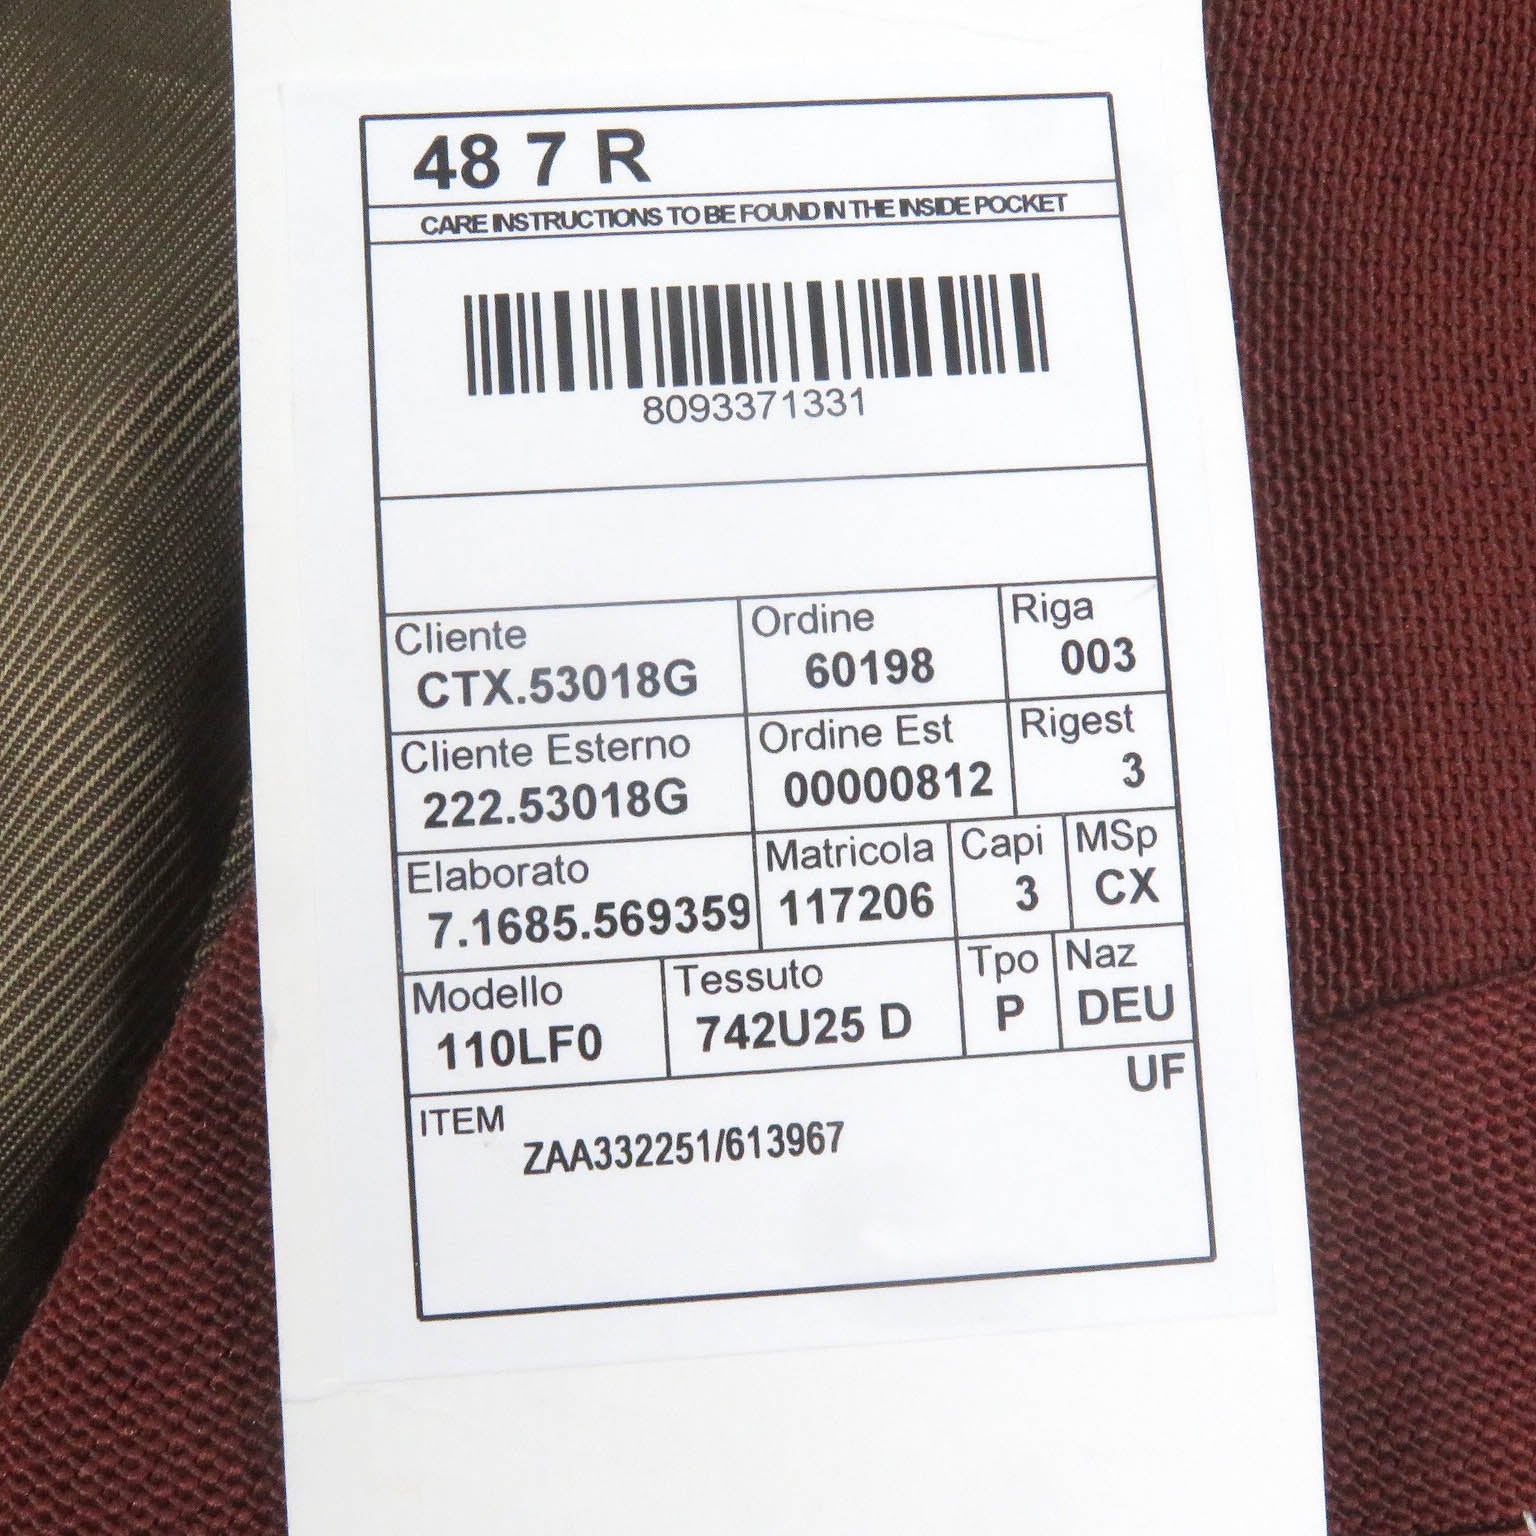 48 7 R
CARE INSTRUCTIONS TO BE FOUND IN THE INSIDE POCKET
8093371331
Cliente Ordine Riga
CTX.53018G 60198 003
Cliente Esterno Ordine Est Rigest
222.53018G 00000812 3
Elaborato Matricola Capi MSp
7.1685.569359 117206 3 CX
Modello Tessuto Tpo Naz
110LF0 742U25 D P DEU
UF
ITEM
ZAA332251/613967